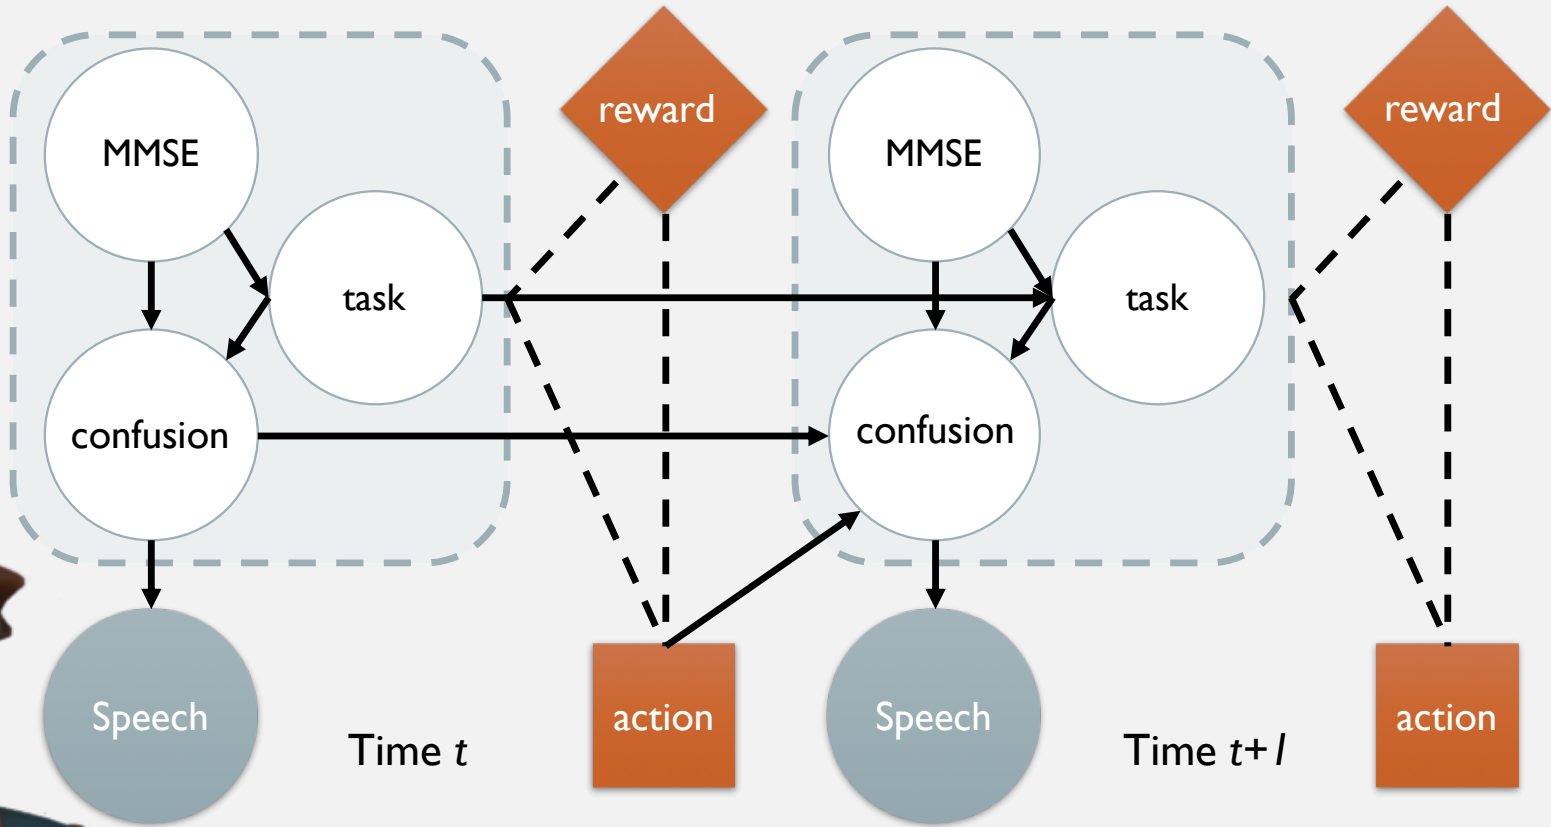 reward
reward
MMSE
MMSE
task
task
confusion
confusion
Speech
action
Speech
action
Time t
Time t+1